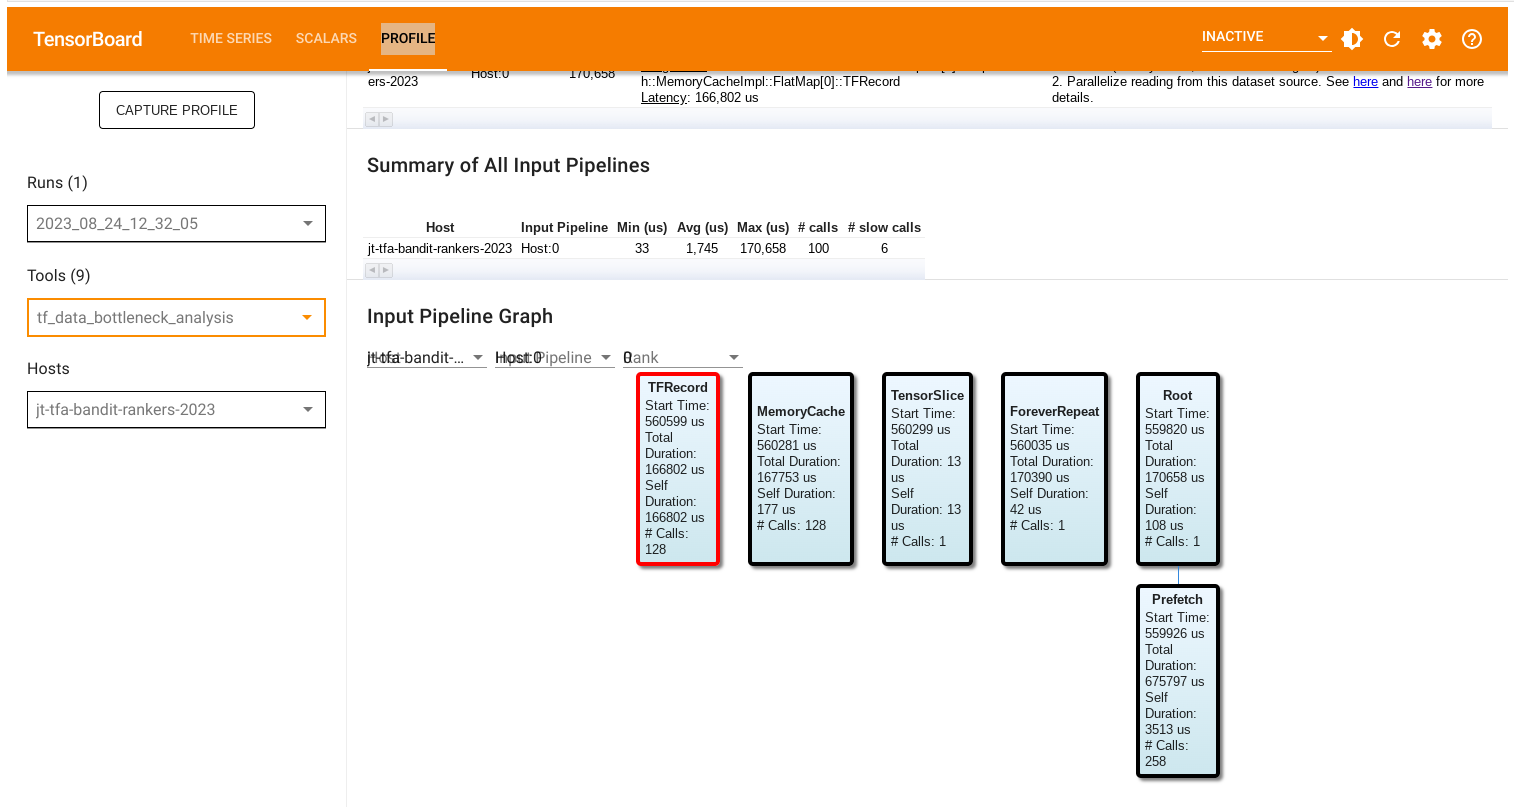 TensorBoard
TIME SERIES
SCALARS
PROFILE
INACTIVE
CAPTURE PROFILE
Runs (1)
2023_08_24_12_32_05
Tools (9)
tf_data_bottleneck_analysis
Hosts
jt-tfa-bandit-rankers-2023
ers-2023
Host:0
170,658
h::MemoryCacheImpl::FlatMap[0]::TFRecord
Latency: 166,802 us
2. Parallelize reading from this dataset source. See here and here for more
details.
Summary of All Input Pipelines
Host Input Pipeline Min (us) Avg (us) Max (us) # calls # slow calls
jt-tfa-bandit-rankers-2023 Host:0 33 1,745 170,658 100 6
Input Pipeline Graph
jt-tfa-bandit-...
Host:0
Pipeline
0
Rank
TFRecord
Start Time:
560599 us
Total
Duration:
166802 us
Self
Duration:
166802 us
# Calls:
128
MemoryCache
Start Time:
560281 us
Total Duration:
167753 us
Self Duration:
177 us
# Calls: 128
TensorSlice
Start Time:
560299 us
Total
Duration: 13
us
Self
Duration: 13
us
# Calls: 1
ForeverRepeat
Start Time:
560035 us
Total Duration:
170390 us
Self Duration:
42 us
# Calls: 1
Root
Start Time:
559820 us
Total
Duration:
170658 us
Self
Duration:
108 us
# Calls: 1
Prefetch
Start Time:
559926 us
Total
Duration:
675797 us
Self
Duration:
3513 us
# Calls:
258